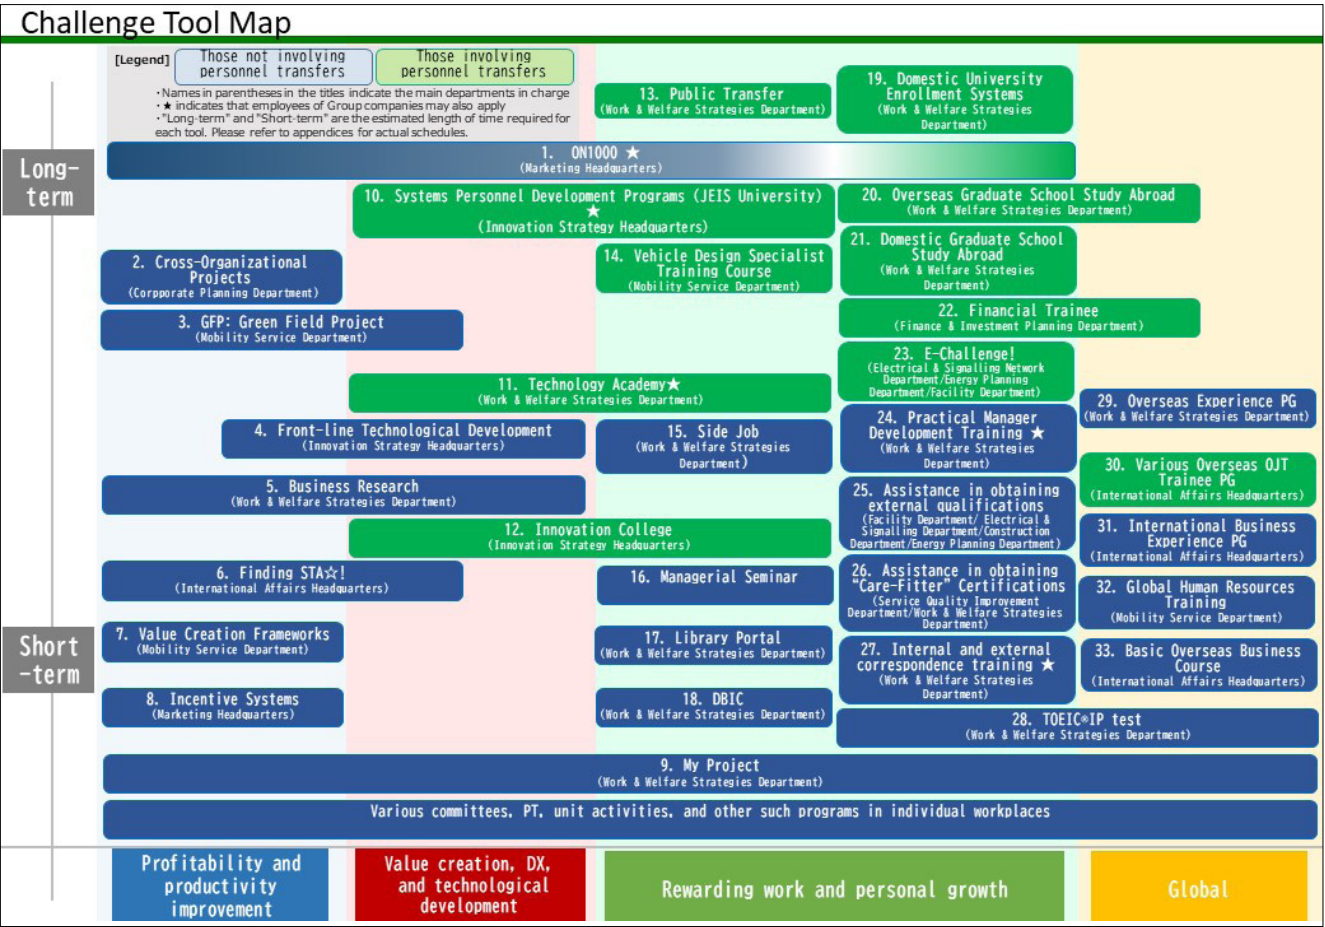 Challenge Tool Map
[Legend]
Those not involving
personnel transfers
Those involving
personnel transfers
・Names in parentheses in the titles indicate the main departments in charge
・★ indicates that employees of Group companies may also apply
・"Long-term" and "Short-term" are the estimated length of time required for
each tool. Please refer to appendices for actual schedules.
13. Public Transfer
(Work & Welfare Strategies Department)
19. Domestic University
Enrollment Systems
(Work & Welfare Strategies
Department)
Long-
term
1. ON1000 ★
(Marketing Headquarters)
10. Systems Personnel Development Programs (JEIS University)
★
(Innovation Strategy Headquarters)
20. Overseas Graduate School Study Abroad
(Work & Welfare Strategies Department)
21. Domestic Graduate School
Study Abroad
(Work & Welfare Strategies
Department)
14. Vehicle Design Specialist
Training Course
(Mobility Service Department)
2. Cross-Organizational
Projects
(Corpporate Planning Department)
22. Financial Trainee
(Finance & Investment Planning Department)
3. GFP: Green Field Project
(Mobility Service Department)
23. E-Challenge!
(Electrical & Signalling Network
Department/Energy Planning
Department/Facility Department)
11. Technology Academy★
(Work & Welfare Strategies Department)
29. Overseas Experience PG
(Work & Welfare Strategies Department)
4. Front-line Technological Development
(Innovation Strategy Headquarters)
15. Side Job
(Work & Welfare Strategies
Department)
24. Practical Manager
Development Training ★
(Work & Welfare Strategies
Department)
30. Various Overseas OJT
Trainee PG
(International Affairs Headquarters)
5. Business Research
(Work & Welfare Strategies Department)
25. Assistance in obtaining
external qualifications
(Facility Department/ Electrical &
Signalling Department/Construction
Department/Energy Planning Department)
12. Innovation College
(Innovation Strategy Headquarters)
31. International Business
Experience PG
(International Affairs Headquarters)
6. Finding STA☆!
(International Affairs Headquarters)
16. Managerial Seminar
26. Assistance in obtaining
"Care-Fitter" Certifications
(Service Quality Improvement
Department/Work & Welfare Strategies
Department)
32. Global Human Resources
Training
(Mobility Service Department)
Short
-term
7. Value Creation Frameworks
(Mobility Service Department)
17. Library Portal
(Work & Welfare Strategies Department)
27. Internal and external
correspondence training ★
(Work & Welfare Strategies
Department)
33. Basic Overseas Business
Course
(International Affairs Headquarters)
8. Incentive Systems
(Marketing Headquarters)
18. DBIC
(Work & Welfare Strategies Department)
28. TOEIC®IP test
(Work & Welfare Strategies Department)
9. My Project
(Work & Welfare Strategies Department)
Various committees, PT, unit activities, and other such programs in individual workplaces
Profitability and
productivity
improvement
Value creation, DX,
and technological
development
Rewarding work and personal growth
Global